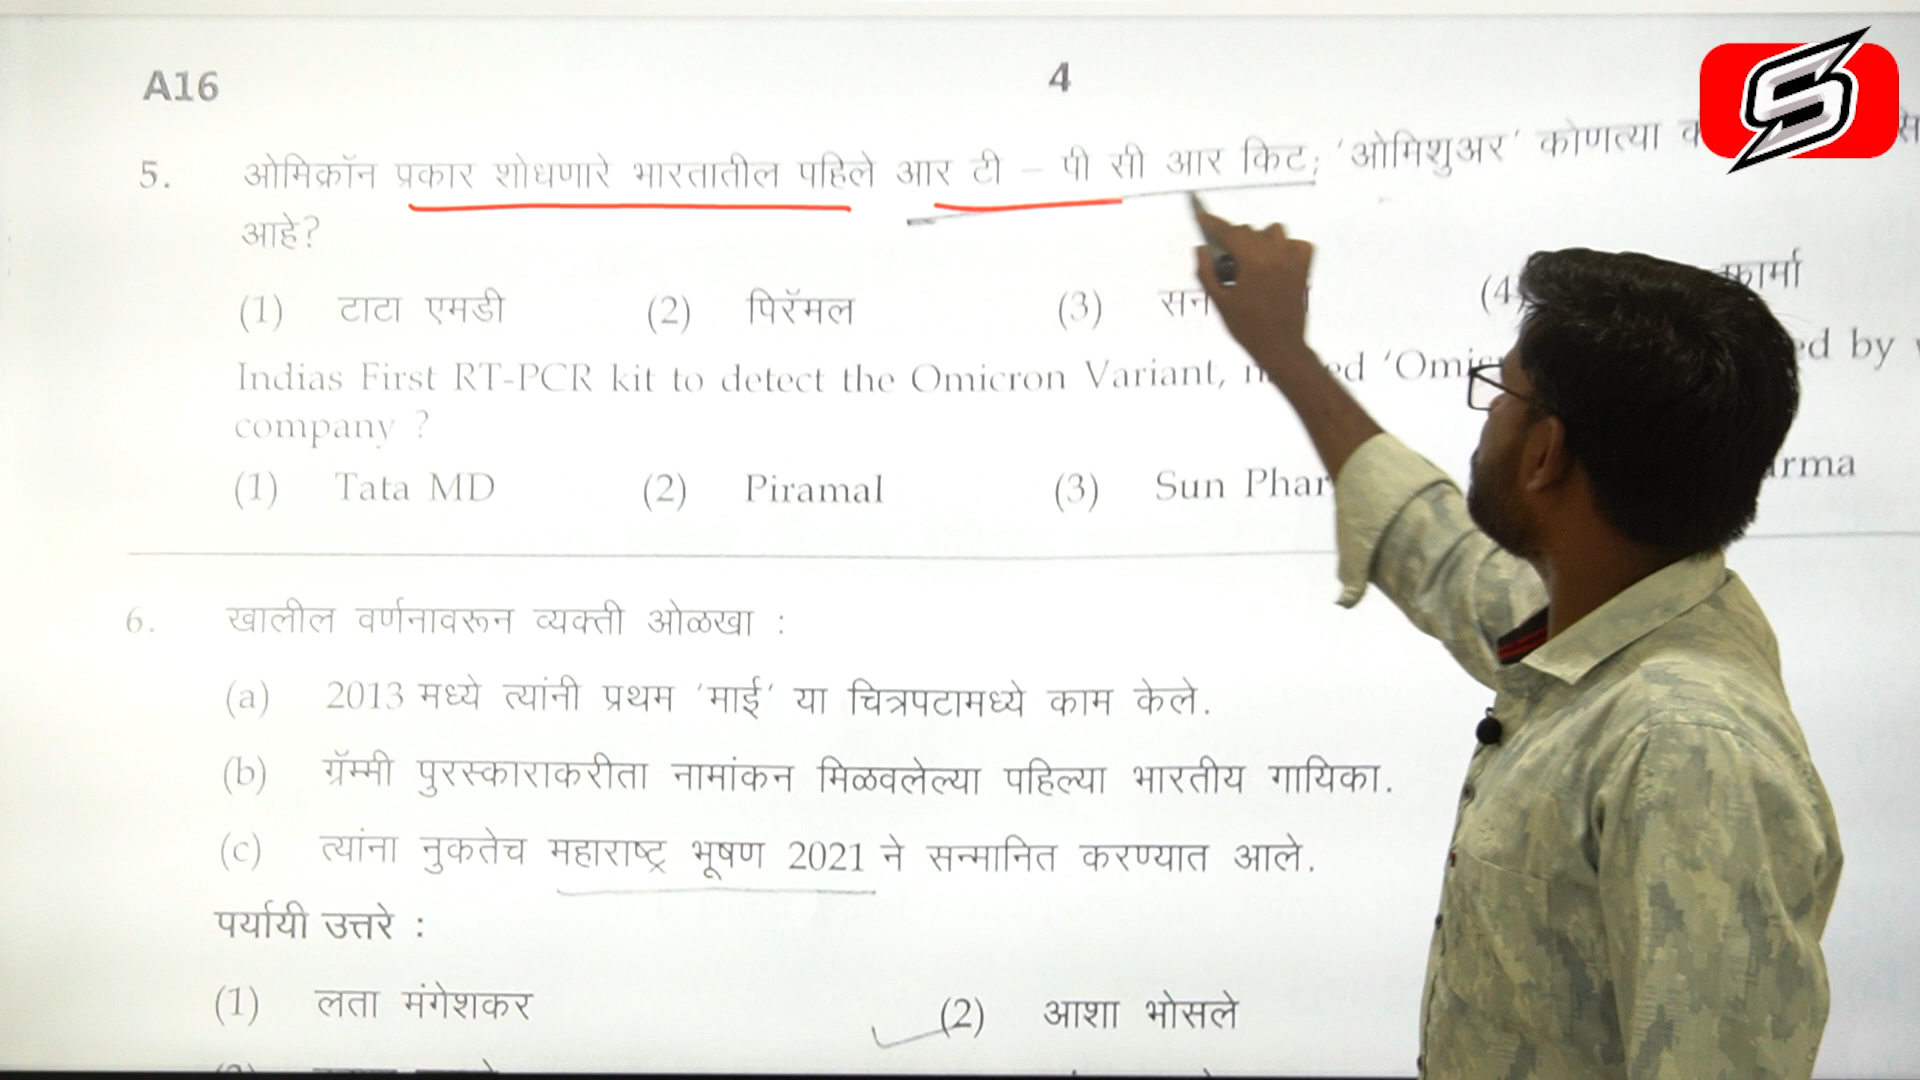 A16 4
5. ओमिक्रॉन प्रकार शोधणारे भारतातील पहिले आर टी – पी सी आर किट; ‘ओमिशुअर’ कोणत्या
आहे?
(1) टाटा एमडी (2) पिरॅमल (3) सन (4) फार्मा
Indias First RT-PCR kit to detect the Omicron Variant, by
company ?
(1) Tata MD (2) Piramal (3) Sun
6. खालील वर्णनावरून व्यक्ती ओळखा :
(a) 2013 मध्ये त्यांनी प्रथम ‘माई’ या चित्रपटामध्ये काम केले.
(b) ग्रॅम्मी पुरस्काराकरीता नामांकन मिळवलेल्या पहिल्या भारतीय गायिका.
(c) त्यांना नुकतेच महाराष्ट्र भूषण 2021 ने सन्मानित करण्यात आले.
पर्यायी उत्तरे :
(1) लता मंगेशकर (2) आशा भोसले